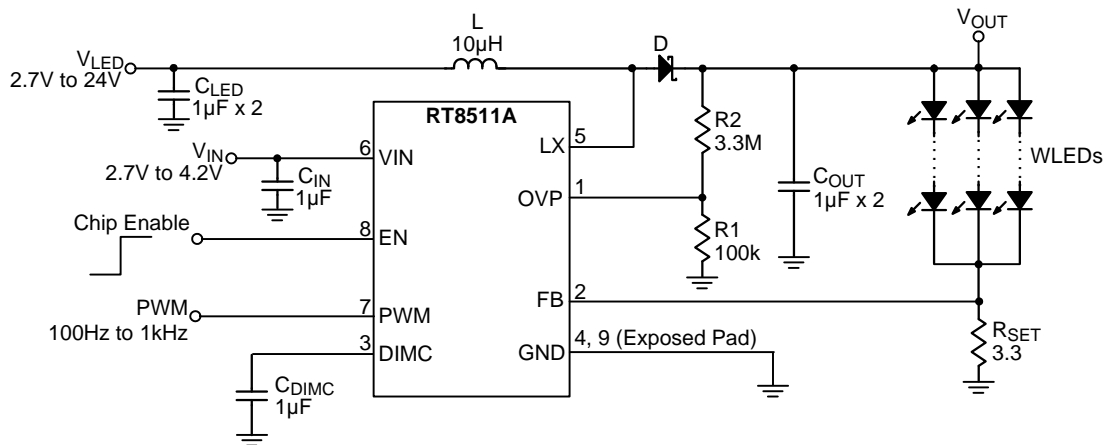 L
10µH
D
VOUT
VLED
2.7V to 24V
CLED
1µF x 2
RT8511A
R2
3.3M
5
LX
VIN
2.7V to 4.2V
6
VIN
CIN
1µF
WLEDs
1
OVP
COUT
1µF x 2
R1
100k
Chip Enable
8
EN
2
FB
PWM
100Hz to 1kHz
7
PWM
RSET
3.3
3
DIMC
4, 9 (Exposed Pad)
GND
CDIMC
1µF